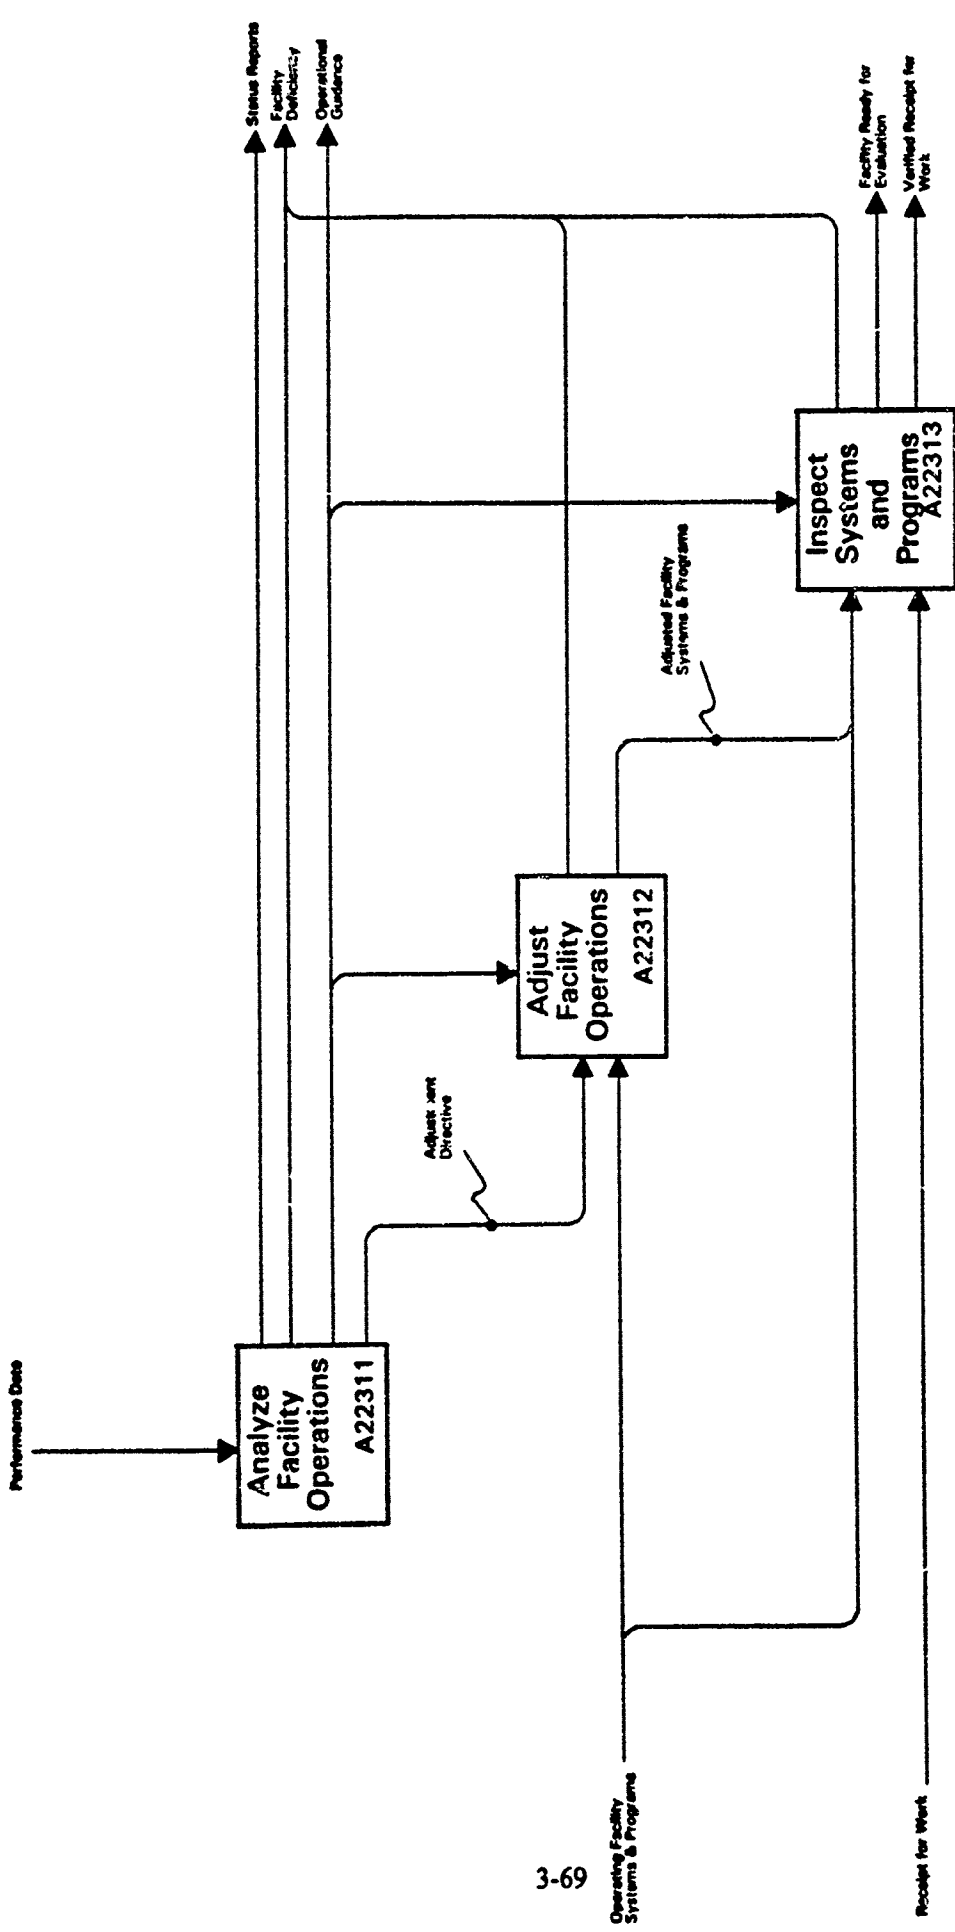 Performance Data
Status Reports
Facility
Deficiency
Operational
Guidance
Analyze
Facility
Operations
A22311
Adjustment
Directive
Adjust
Facility
Operations
A22312
Adjusted Facility
Systems & Programs
Inspect
Systems
and
Programs
A22313
Facility Ready for
Evaluation
Verified Receipt for
Work
Operating Facility
Systems & Programs
Receipt for Work
3-69